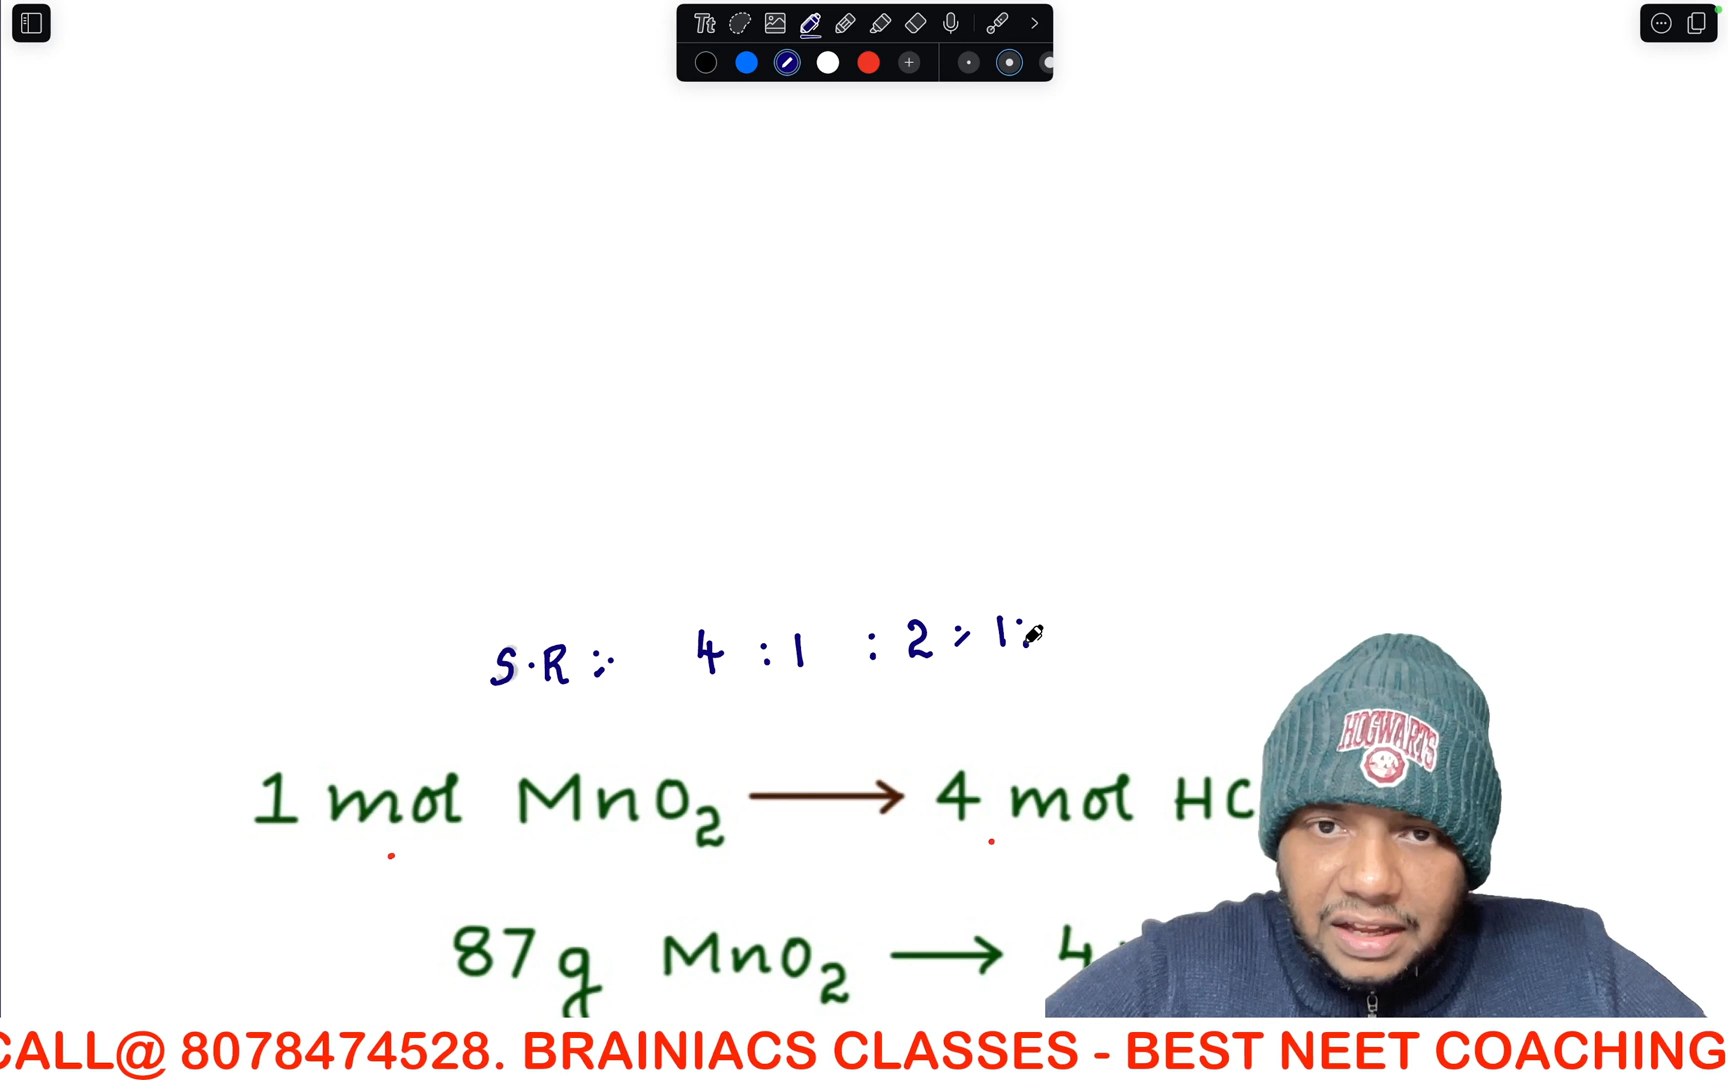 Tt
S.R :- 4 : 1 : 2 : 1 :
1 mol MnO2 → 4 mol HC
87 g MnO2 → 4
HOGWARTS
CALL@ 8078474528. BRAINIACS CLASSES - BEST NEET COACHING